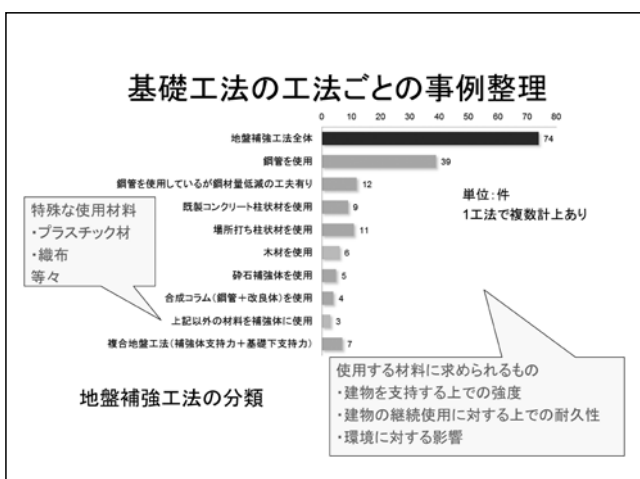 基礎工法の工法ごとの事例整理
0 10 20 30 40 50 60 70 80
地盤補強工法全体 74
鋼管を使用 39
鋼管を使用しているが鋼材量低減の工夫有り 12
既製コンクリート柱状材を使用 9
場所打ち柱状材を使用 11
木材を使用 6
砕石補強体を使用 5
合成コラム（鋼管＋改良体）を使用 4
上記以外の材料を補強体に使用 3
複合地盤工法（補強体支持力＋基礎下支持力） 7
単位：件
1工法で複数計上あり
特殊な使用材料
・プラスチック材
・織布
等々
使用する材料に求められるもの
・建物を支持する上での強度
・建物の継続使用に対する上での耐久性
・環境に対する影響
地盤補強工法の分類